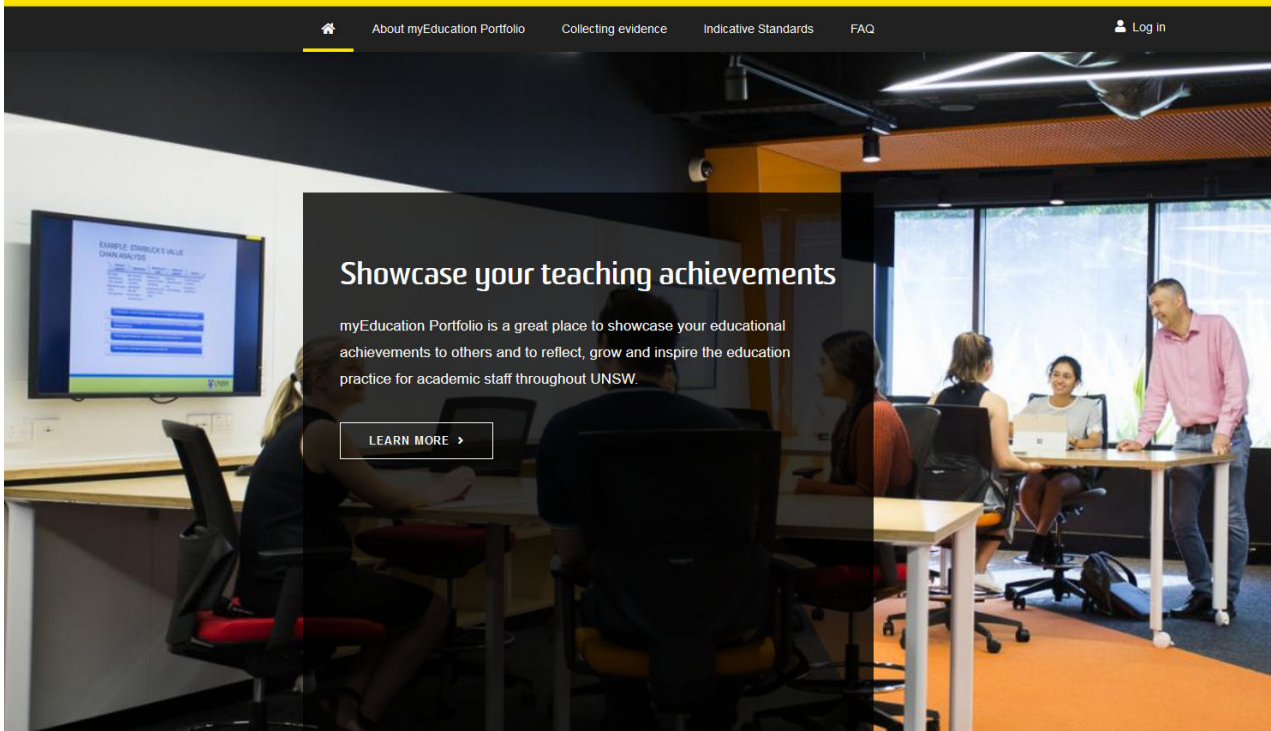 About myEducation Portfolio
Collecting evidence
Indicative Standards
FAQ
Log in
EXAMPLE: STARBUCK'S VALUE
CHAIN ANALYSIS
UNSW
Showcase your teaching achievements
myEducation Portfolio is a great place to showcase your educational
achievements to others and to reflect, grow and inspire the education
practice for academic staff throughout UNSW.
LEARN MORE